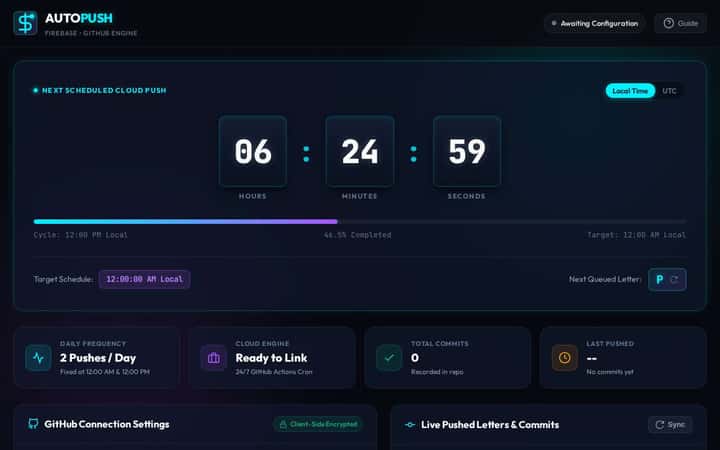 AUTOPUSH
FIREBASE · GITHUB ENGINE
Awaiting Configuration
Guide
NEXT SCHEDULED CLOUD PUSH
Local Time
UTC
06 : 24 : 59
HOURS
MINUTES
SECONDS
Cycle: 12:00 PM Local
46.5% Completed
Target: 12:00 AM Local
Target Schedule: 12:00:00 AM Local
Next Queued Letter: P
DAILY FREQUENCY
2 Pushes / Day
Fixed at 12:00 AM & 12:00 PM
CLOUD ENGINE
Ready to Link
24/7 GitHub Actions Cron
TOTAL COMMITS
0
Recorded in repo
LAST PUSHED
--
No commits yet
GitHub Connection Settings
Client-Side Encrypted
Live Pushed Letters & Commits
Sync